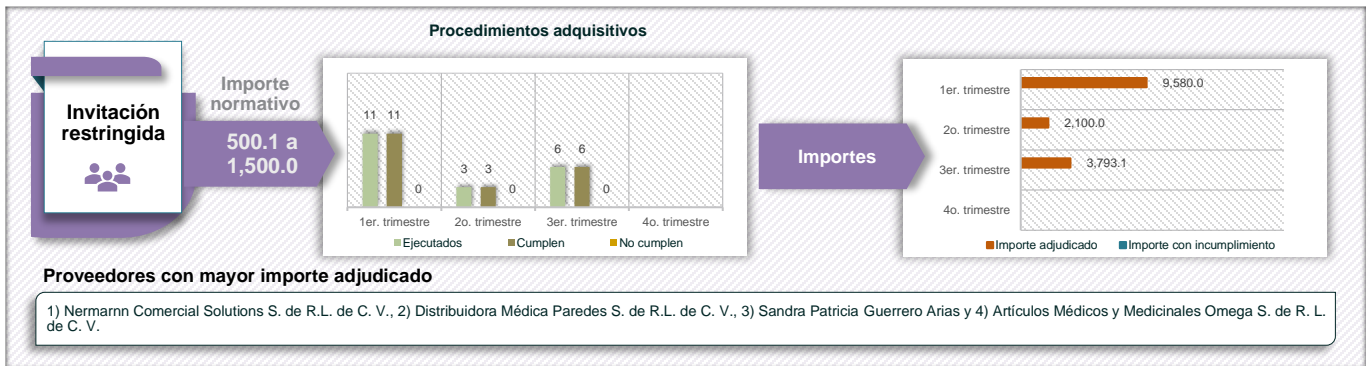 Procedimientos adquisitivos
Invitación
restringida
Importe
normativo
500.1 a
1,500.0
11 11
0
3 3
0
6 6
0
1er. trimestre 2o. trimestre 3er. trimestre 4o. trimestre
Ejecutados Cumplen No cumplen
Importes
1er. trimestre 9,580.0
2o. trimestre 2,100.0
3er. trimestre 3,793.1
4o. trimestre
Importe adjudicado Importe con incumplimiento
Proveedores con mayor importe adjudicado
1) Nermarnn Comercial Solutions S. de R.L. de C. V., 2) Distribuidora Médica Paredes S. de R.L. de C. V., 3) Sandra Patricia Guerrero Arias y 4) Artículos Médicos y Medicinales Omega S. de R. L.
de C. V.